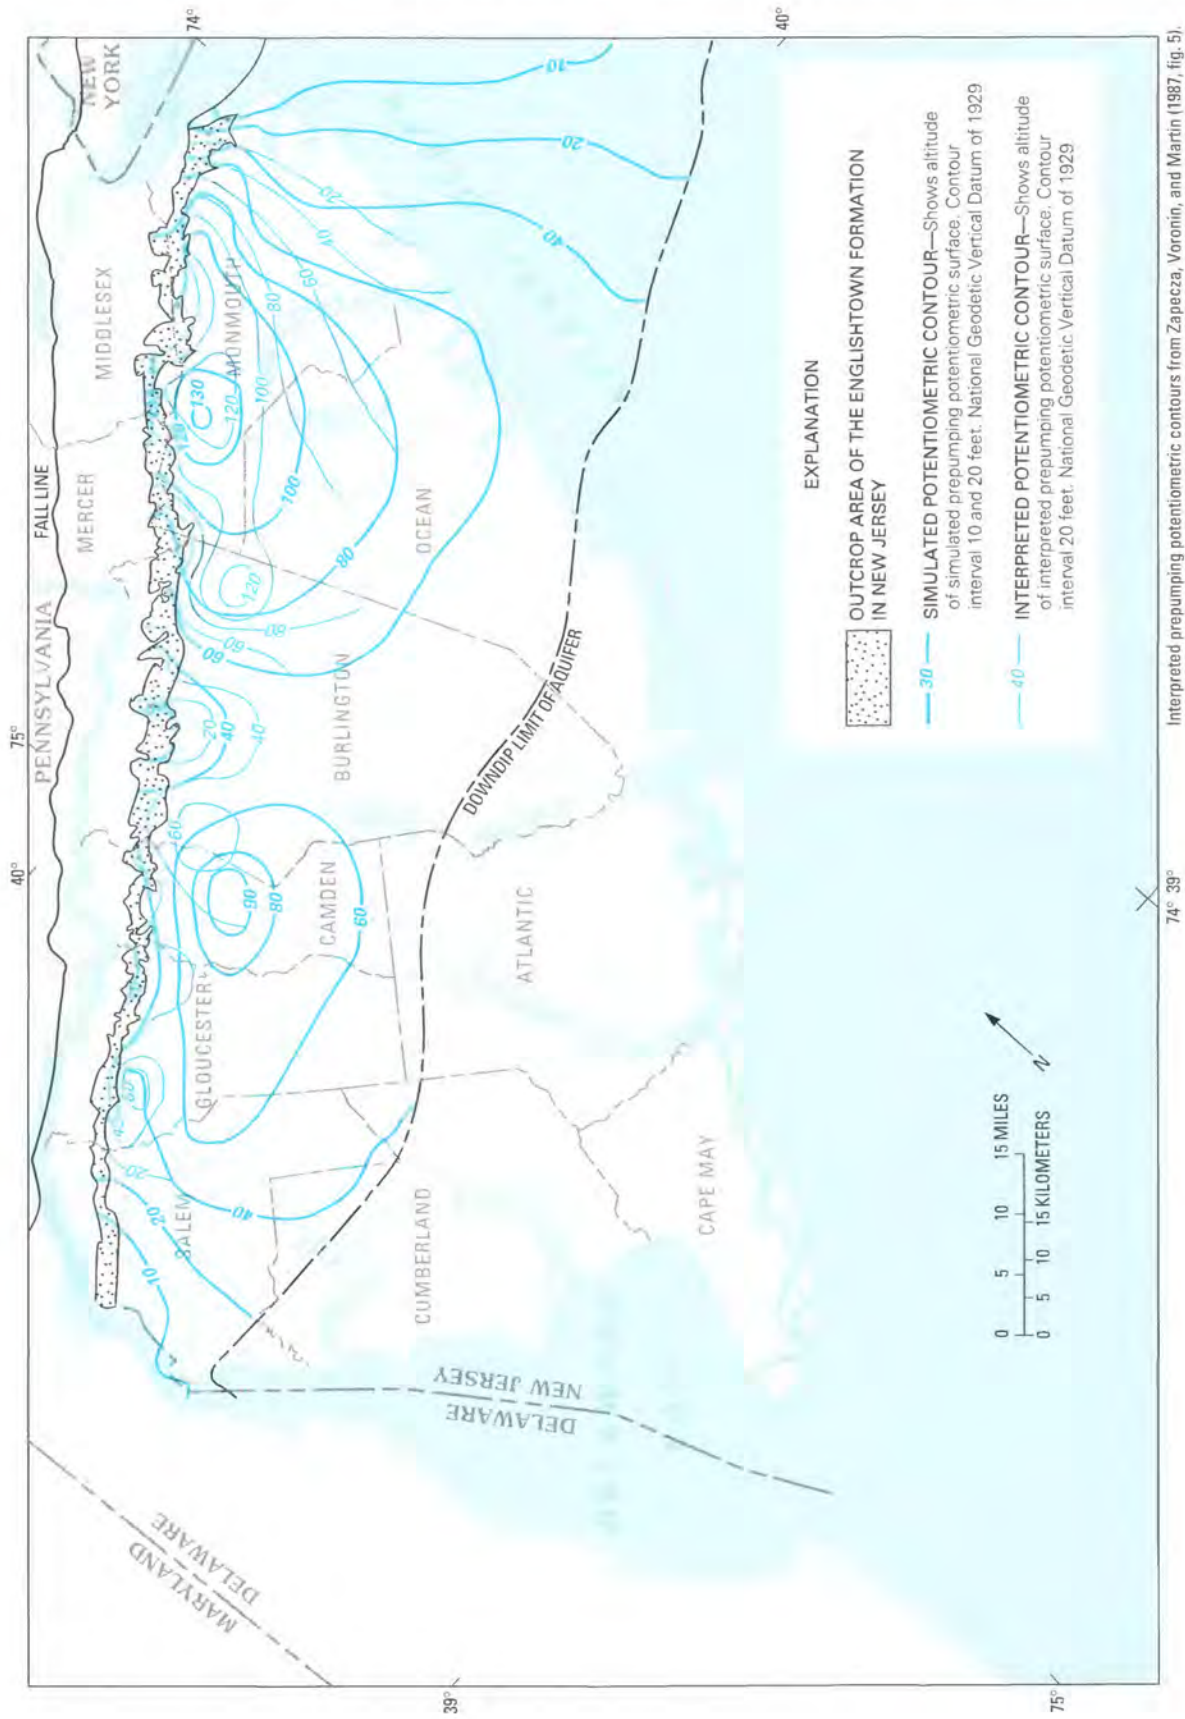 40°
75°
74°
PENNSYLVANIA
FALL LINE
NEW
YORK
MERCER
MIDDLESEX
MONMOUTH
BURLINGTON
OCEAN
CAMDEN
GLOUCESTER
SALEM
ATLANTIC
CUMBERLAND
CAPE MAY
MARYLAND
DELAWARE
DELAWARE
NEW JERSEY
DOWNDIP LIMIT OF AQUIFER
10
20
20
40
40
60
60
90
80
60
60
20
40
40
60
60
80
80
120
100
120
130
120
100
80
60
40
20
40
20
10
39°
75°
74° 39°
40°
0 5 10 15 MILES
0 5 10 15 KILOMETERS
N
EXPLANATION
OUTCROP AREA OF THE ENGLISHTOWN FORMATION
IN NEW JERSEY
30
SIMULATED POTENTIOMETRIC CONTOUR—Shows altitude
of simulated prepumping potentiometric surface. Contour
interval 10 and 20 feet. National Geodetic Vertical Datum of 1929
40
INTERPRETED POTENTIOMETRIC CONTOUR—Shows altitude
of interpreted prepumping potentiometric surface. Contour
interval 20 feet. National Geodetic Vertical Datum of 1929
Interpreted prepumping potentiometric contours from Zapecza, Voronin, and Martin (1987, fig. 5).